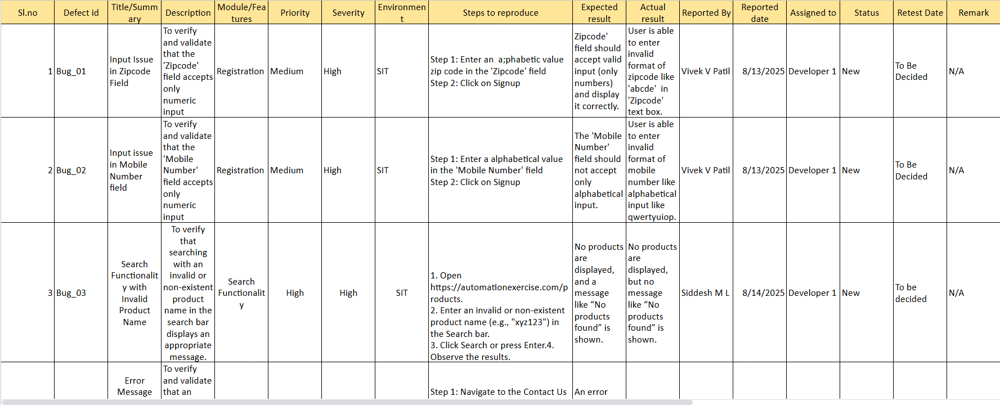 Sl.no
Defect id
Title/Summ
ary
Description
Module/Fea
tures
Priority
Severity
Environmen
t
Steps to reproduce
Expected
result
Actual
result
Reported By
Reported
date
Assigned to
Status
Retest Date
Remark
1
Bug_01
Input Issue
in Zipcode
Field
To verify
and validate
that the
'Zipcode'
field accepts
only
numeric
input
Registration
Medium
High
SIT
Step 1: Enter an  a;phabetic value
zip code in the 'Zipcode' field
Step 2: Click on Signup
Zipcode'
field should
accept valid
input (only
numbers)
and display
it correctly.
User is able
to enter
invalid
format of
zipcode like
'abcde'  in
'Zipcode'
text box.
Vivek V Patil
8/13/2025
Developer 1
New
To Be
Decided
N/A
2
Bug_02
Input issue
in Mobile
Number
field
To verify
and validate
that the
'Mobile
Number'
field accepts
only
numeric
input
Registration
Medium
High
SIT
Step 1: Enter a alphabetical value
in the 'Mobile Number' field
Step 2: Click on Signup
The 'Mobile
Number'
field should
not accept
only
alphabetical
input.
User is able
to enter
invalid
format of
mobile
number like
alphabetical
input like
qwertyuiop.
Vivek V Patil
8/13/2025
Developer 1
New
To Be
Decided
N/A
3
Bug_03
Search
Functionalit
y with
Invalid
Product
Name
To verify
that
searching
with an
invalid or
non-existent
product
name in the
search bar
displays an
appropriate
message.
Search
Functionalit
y
High
High
SIT
1. Open
https://automationexercise.com/p
roducts.
2. Enter an invalid or non-existent
product name (e.g., "xyz123") in
the Search bar.
3. Click Search or press Enter.4.
Observe the results.
No products
are
displayed,
and a
message
like “No
products
found” is
shown.
No products
are
displayed,
but no
message
like “No
products
found” is
shown.
Siddesh M L
8/14/2025
Developer 1
New
To be
decided
N/A
Error
Message
To verify
and validate
that an
Step 1: Navigate to the Contact Us
An error